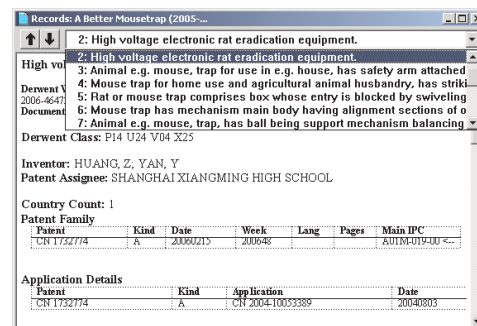 Records: A Better Mousetrap (2005-...
2: High voltage electronic rat eradication equipment.
2: High voltage electronic rat eradication equipment.
3: Animal e.g. mouse, trap for use in e.g. house, has safety arm attached
4: Mouse trap for home use and agricultural animal husbandry, has striki
5: Rat or mouse trap comprises box whose entry is blocked by swiveling
6: Mouse trap has mechanism main body having alignment sections of o
7: Animal e.g. mouse, trap, has ball being support mechanism balancing
High vol
Derwent
2006-4647
Document
Derwent Class: P14 U24 V04 X25
Inventor: HUANG, Z; YAN, Y
Patent Assignee: SHANGHAI XIANGMING HIGH SCHOOL
Country Count: 1
Patent Family
Patent Kind Date Week Lang Pages Main IPC
CN 1732774 A 20060215 200648 A01M-019-00 <--
Application Details
Patent Kind Application Date
CN 1732774 A CN 2004-10053389 20040803